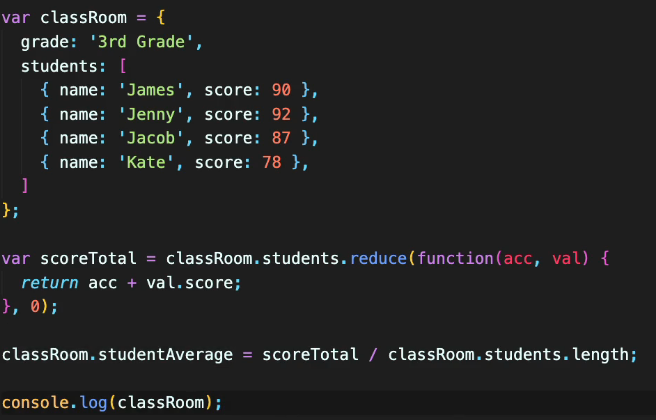 var classRoom = {
  grade: '3rd Grade',
  students: [
    { name: 'James', score: 90 },
    { name: 'Jenny', score: 92 },
    { name: 'Jacob', score: 87 },
    { name: 'Kate', score: 78 },
  ]
};

var scoreTotal = classRoom.students.reduce(function(acc, val) {
  return acc + val.score;
}, 0);

classRoom.studentAverage = scoreTotal / classRoom.students.length;

console.log(classRoom);